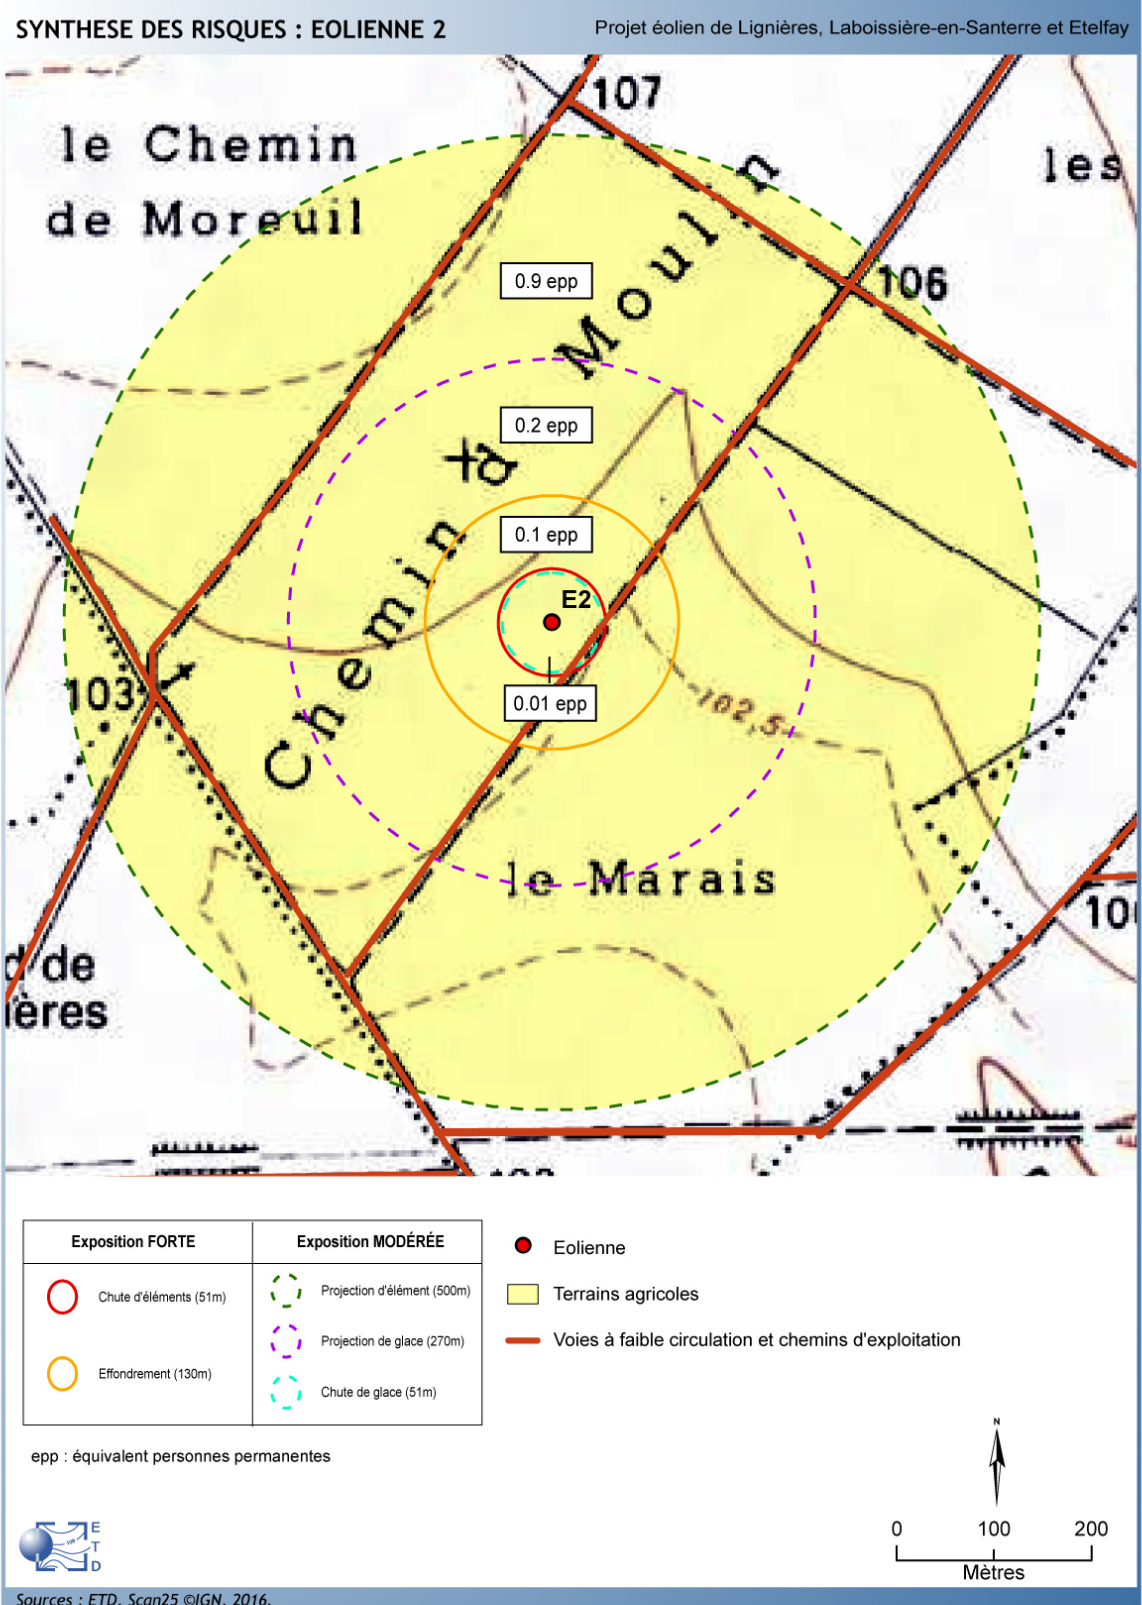 SYNTHESE DES RISQUES : EOLIENNE 2
Projet éolien de Lignières, Laboissière-en-Santerre et Etelfay
107
le Chemin
de Moreuil
les
106
0.9 epp
Chemin d Moulin
0.2 epp
0.1 epp
E2
103
0.01 epp
102,5
le Marais
10
d de
ières
Exposition FORTE
Exposition MODÉRÉE
Chute d'éléments (51m)
Effondrement (130m)
Projection d'élément (500m)
Projection de glace (270m)
Chute de glace (51m)
Eolienne
Terrains agricoles
Voies à faible circulation et chemins d'exploitation
epp : équivalent personnes permanentes
N
0 100 200
Mètres
E
T
D
Sources : ETD, Scan25 ©IGN, 2016.